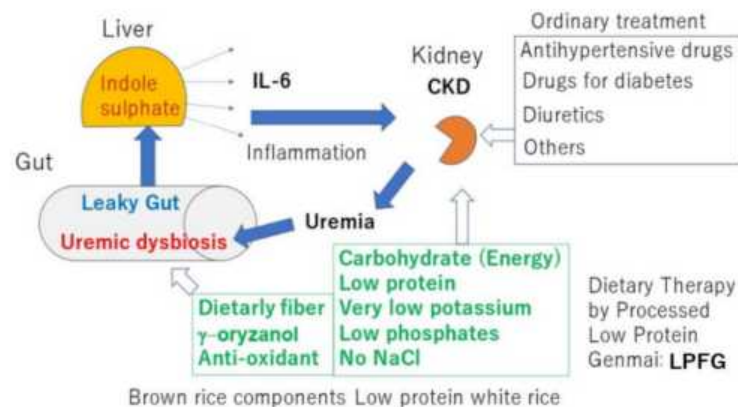 Liver
Indole
sulphate
IL-6
Inflammation
Kidney
CKD
Ordinary treatment
Antihypertensive drugs
Drugs for diabetes
Diuretics
Others
Gut
Leaky Gut
Uremic dysbiosis
Uremia
Carbohydrate (Energy)
Low protein
Very low potassium
Low phosphates
No NaCl
Dietarly fiber
γ-oryzanol
Anti-oxidant
Dietary Therapy
by Processed
Low Protein
Genmai: LPFG
Brown rice components Low protein white rice